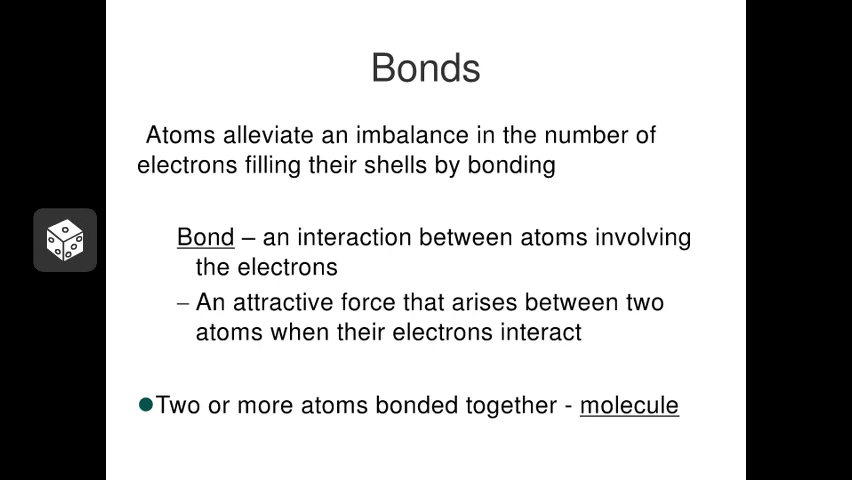 Bonds
Atoms alleviate an imbalance in the number of
electrons filling their shells by bonding
Bond – an interaction between atoms involving
the electrons
– An attractive force that arises between two
atoms when their electrons interact
●Two or more atoms bonded together - molecule